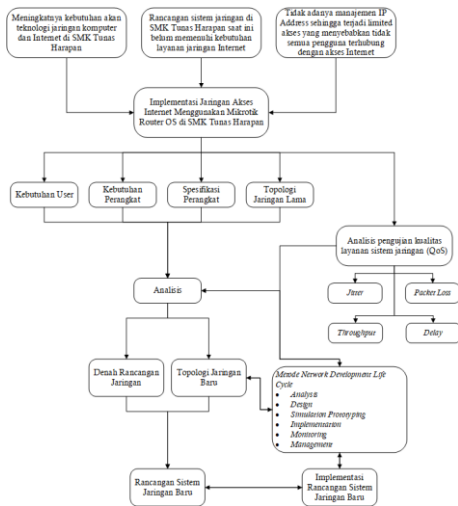 Meningkatnya kebutuhan akan
teknologi jaringan komputer
dan Internet di SMK Tunas
Harapan
Rancangan sistem jaringan di
SMK Tunas Harapan saat ini
belum memenuhi kebutuhan
layanan jaringan Internet
Tidak adanya manajemen IP
Address sehingga terjadi limited
akses yang menyebabkan tidak
semua pengguna terhubung
dengan akses Internet
Implementasi Jaringan Akses
Internet Menggunakan Mikrotik
Router OS di SMK Tunas Harapan
Kebutuhan User
Kebutuhan
Perangkat
Spesifikasi
Perangkat
Topologi
Jaringan Lama
Analisis pengujian kualitas
layanan sistem jaringan (QoS)
Jitter
Packet Loss
Throughput
Delay
Analisis
Denah Rancangan
Jaringan
Topologi Jaringan
Baru
Metode Network Development Life
Cycle
• Analysis
• Design
• Simulation Prototyping
• Implementation
• Monitoring
• Management
Rancangan Sistem
Jaringan Baru
Implementasi
Rancangan Sistem
Jaringan Baru